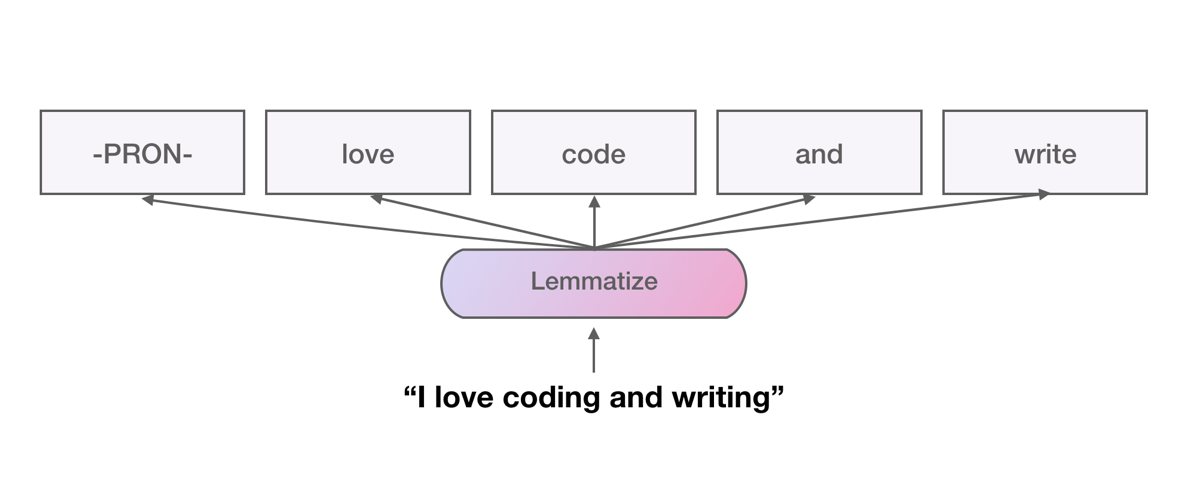 -PRON-
love
code
and
write
Lemmatize
“I love coding and writing”